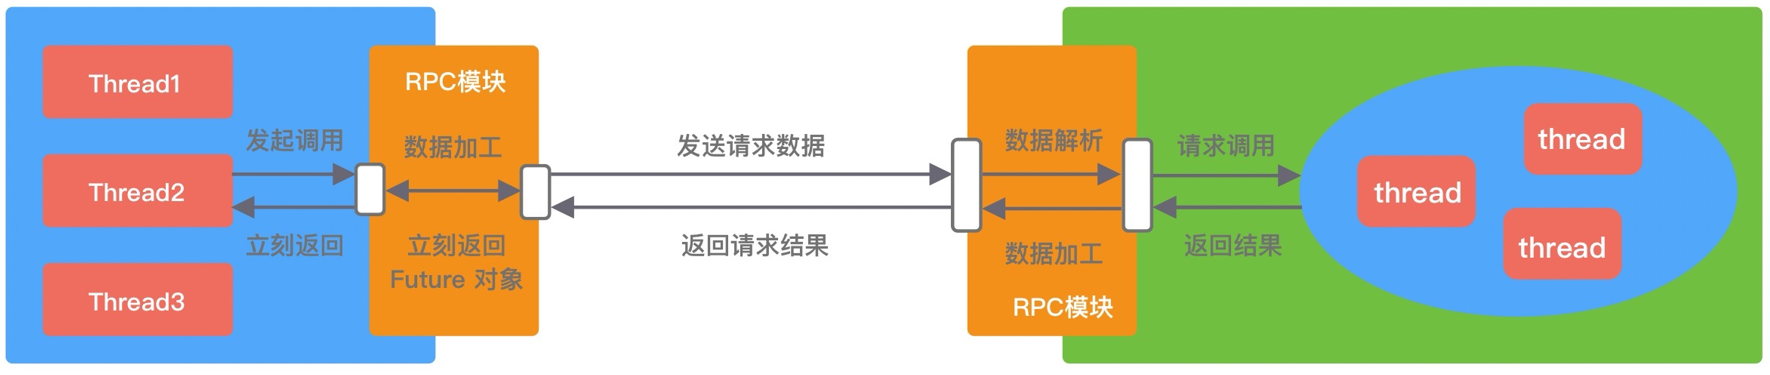 Thread1
Thread2
Thread3
发起调用
立刻返回
RPC模块
数据加工
立刻返回
Future 对象
发送请求数据
返回请求结果
数据解析
数据加工
RPC模块
请求调用
返回结果
thread
thread
thread